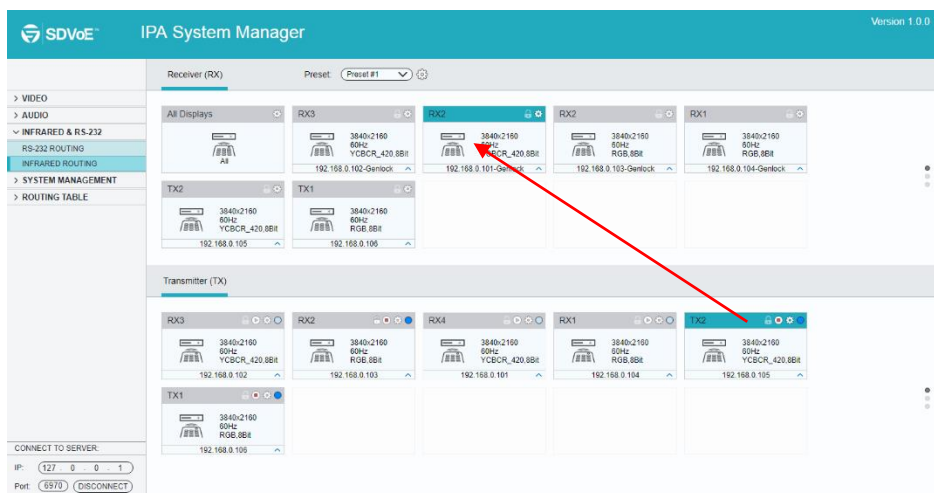 SDVoE™
IPA System Manager
Version 1.0.0
Receiver (RX)
Preset: Preset #1
> VIDEO
> AUDIO
INFRARED & RS-232
RS-232 ROUTING
INFRARED ROUTING
> SYSTEM MANAGEMENT
> ROUTING TABLE
All Displays
All
RX3
3840x2160
60Hz
YCBCR_420,8Bit
192.168.0.102-Genlock
RX2
3840x2160
60Hz
YCBCR_420,8Bit
192.168.0.101-Genlock
RX2
3840x2160
60Hz
RGB,8Bit
192.168.0.103-Genlock
RX1
3840x2160
60Hz
RGB,8Bit
192.168.0.104-Genlock
TX2
3840x2160
60Hz
YCBCR_420,8Bit
192.168.0.105
TX1
3840x2160
60Hz
RGB,8Bit
192.168.0.106
Transmitter (TX)
RX3
3840x2160
60Hz
YCBCR_420,8Bit
192.168.0.102
RX2
3840x2160
60Hz
RGB,8Bit
192.168.0.103
RX4
3840x2160
60Hz
YCBCR_420,8Bit
192.168.0.101
RX1
3840x2160
60Hz
RGB,8Bit
192.168.0.104
TX2
3840x2160
60Hz
YCBCR_420,8Bit
192.168.0.105
TX1
3840x2160
60Hz
RGB,8Bit
192.168.0.106
CONNECT TO SERVER:
IP: 127 . 0 . 0 . 1
Port: 6970 DISCONNECT